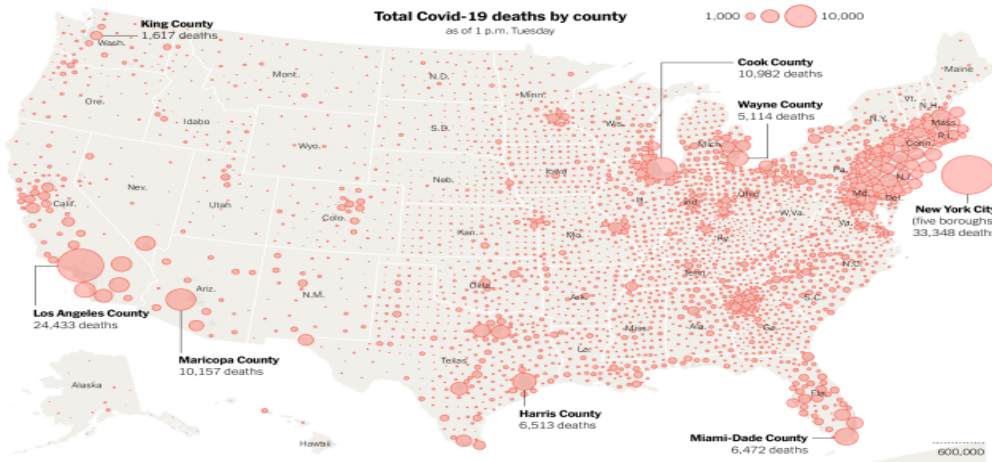 Total Covid-19 deaths by county
as of 1 p.m. Tuesday
1,000
10,000
King County
1,617 deaths
Wash.
Mont.
N.D.
Minn.
Maine
Ore.
Idaho
S.D.
Wis.
Mich.
Vt.
N.H.
N.Y.
Mass.
R.I.
Conn.
Cook County
10,982 deaths
Wayne County
5,114 deaths
Wyo.
Neb.
Iowa
Ill.
Ind.
Ohio
Pa.
N.J.
Md.
Del.
Nev.
Utah
Colo.
Kan.
Mo.
Ky.
W.Va.
Va.
Calif.
New York City
(five boroughs)
33,348 deaths
Ariz.
N.M.
Okla.
Ark.
Tenn.
N.C.
S.C.
Los Angeles County
24,433 deaths
Miss.
Ala.
Ga.
Maricopa County
10,157 deaths
Texas
La.
Alaska
Fla.
Harris County
6,513 deaths
Hawaii
Miami-Dade County
6,472 deaths
600,000